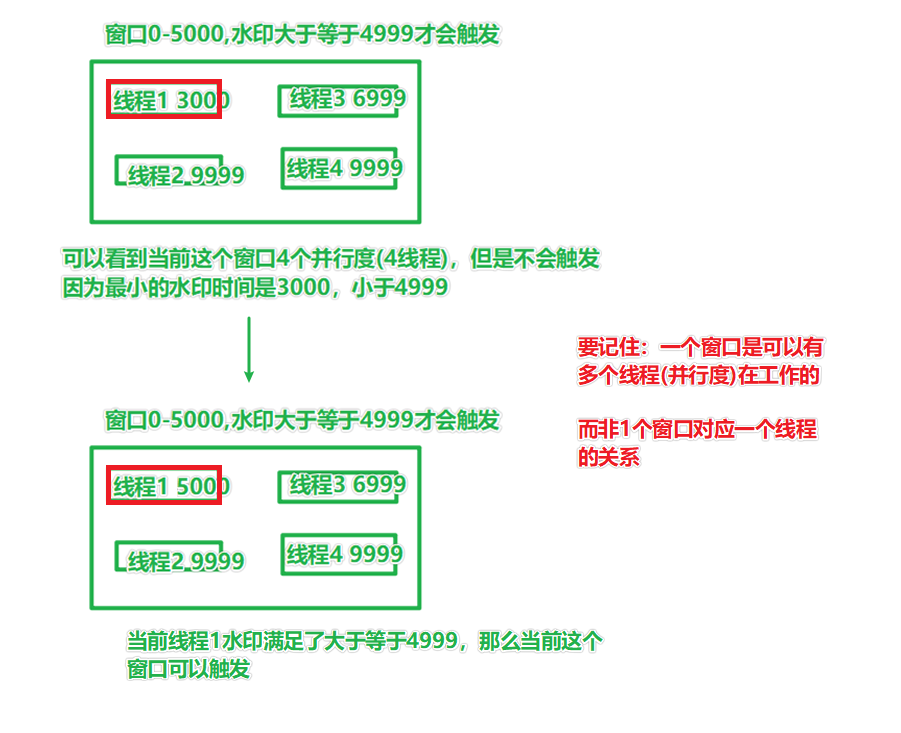 窗口0-5000,水印大于等于4999才会触发
线程1 3000
线程3 6999
线程2 9999
线程4 9999
可以看到当前这个窗口4个并行度(4线程)，但是不会触发
因为最小的水印时间是3000，小于4999
要记住：一个窗口是可以有
多个线程(并行度)在工作的
而非1个窗口对应一个线程
的关系
窗口0-5000,水印大于等于4999才会触发
线程1 5000
线程3 6999
线程2 9999
线程4 9999
当前线程1水印满足了大于等于4999，那么当前这个
窗口可以触发